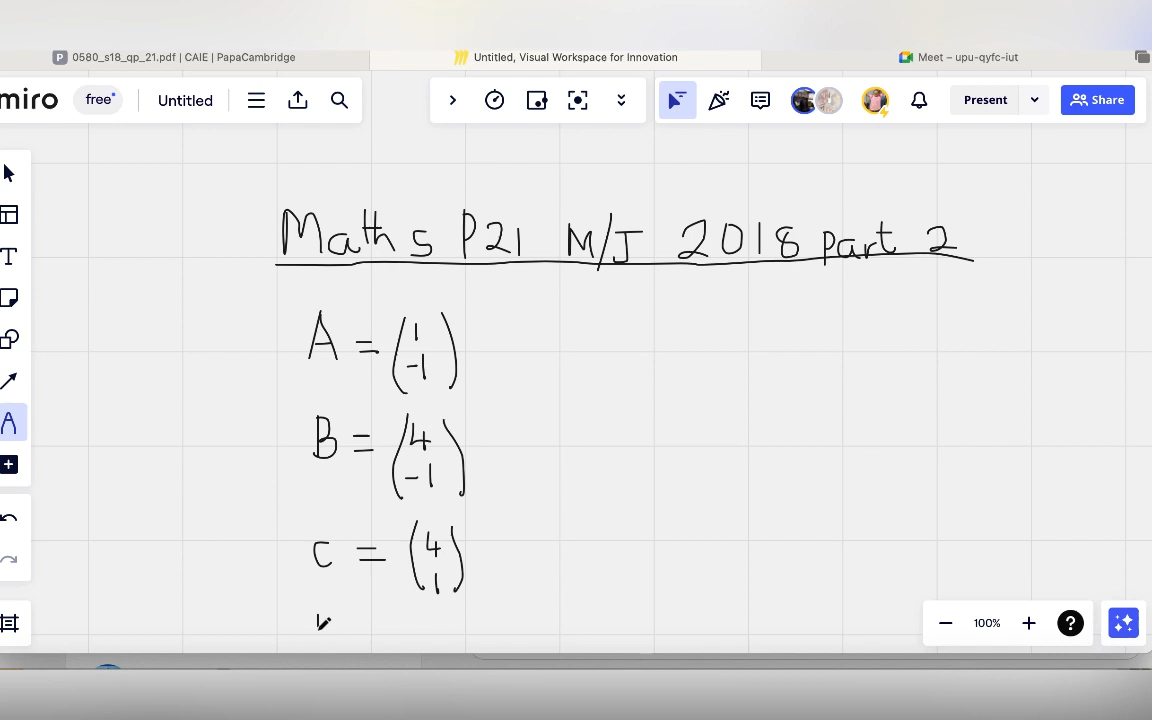 0580_s18_qp_21.pdf | CAIE | PapaCambridge
Untitled, Visual Workspace for Innovation
Meet – upu-qyfc-iut
miro
free
Untitled
Present
Share
Maths P21 M/J 2018 part 2
A = (1
-1)
B = (4
-1)
C = (4
1)
100%